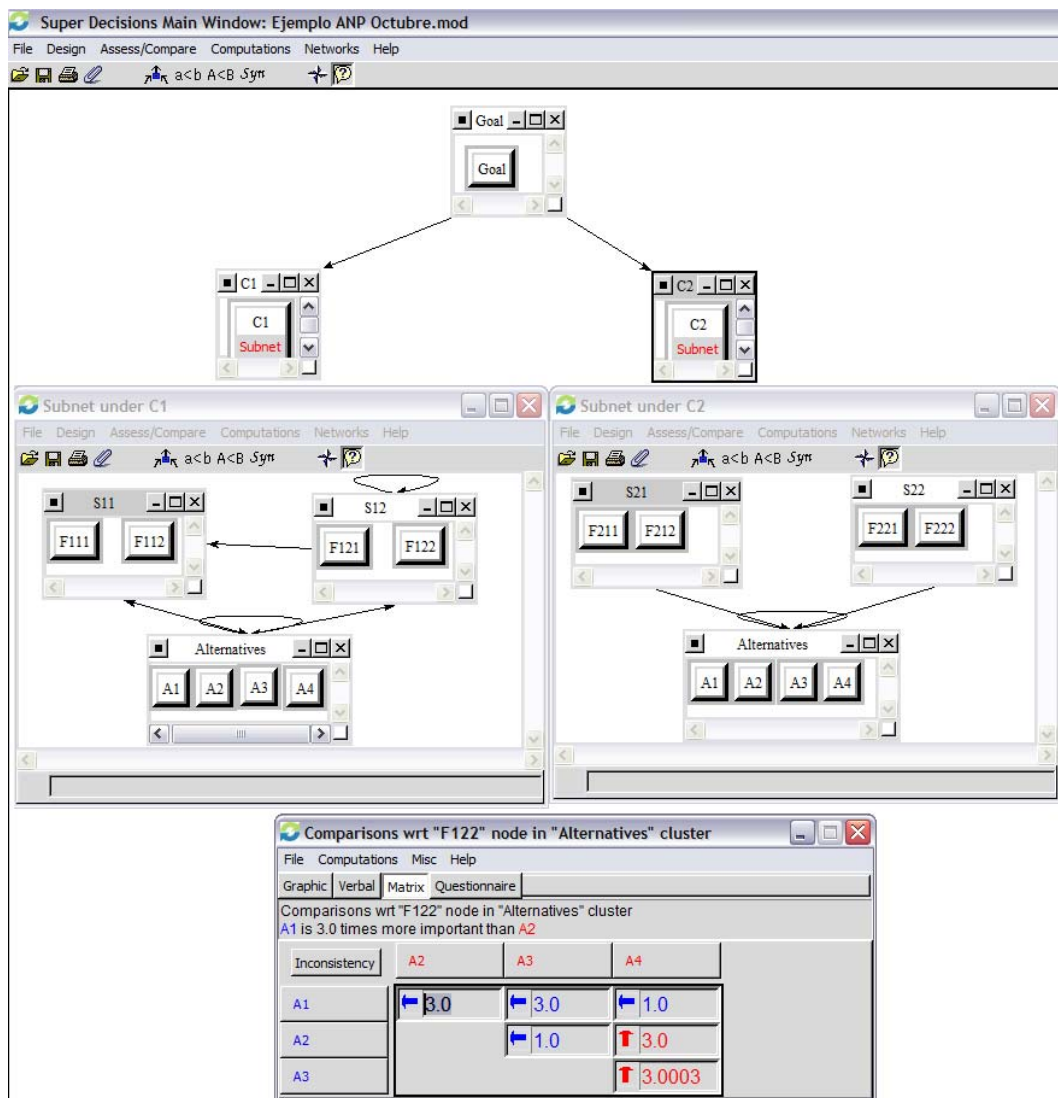 Super Decisions Main Window: Ejemplo ANP Octubre.mod
File Design Assess/Compare Computations Networks Help
a<b A<B Syn
Goal
Goal
C1
C1
Subnet
C2
C2
Subnet
Subnet under C1
File Design Assess/Compare Computations Networks Help
a<b A<B Syn
S11
F111 F112
S12
F121 F122
Alternatives
A1 A2 A3 A4
Subnet under C2
File Design Assess/Compare Computations Networks Help
a<b A<B Syn
S21
F211 F212
S22
F221 F222
Alternatives
A1 A2 A3 A4
Comparisons wrt "F122" node in "Alternatives" cluster
File Computations Misc Help
Graphic Verbal Matrix Questionnaire
Comparisons wrt "F122" node in "Alternatives" cluster
A1 is 3.0 times more important than A2
Inconsistency A2 A3 A4
A1 3.0 3.0 1.0
A2 1.0 3.0
A3 3.0003